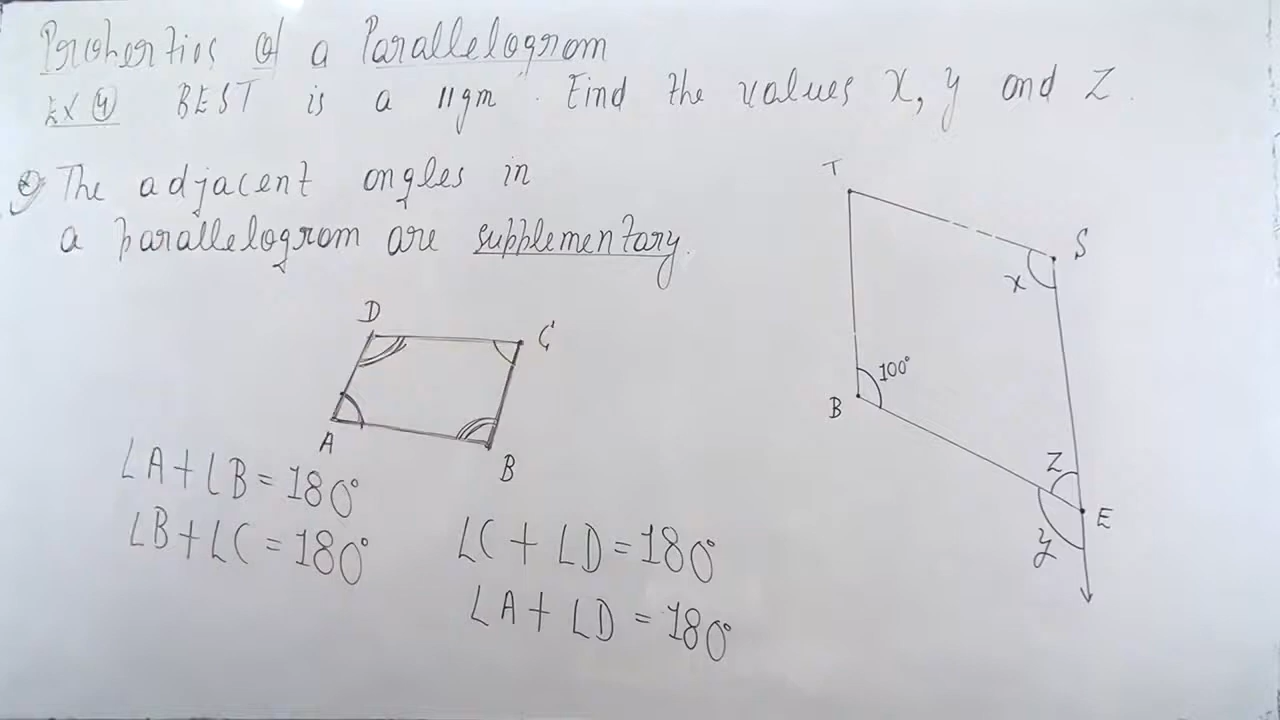 Properties of a Parallelogram
Ex ④ BEST is a ||gm. Find the values x, y and z.
The adjacent angles in
a parallelogram are supplementary.
T
S
x
D
C
100°
B
A
B
z
E
y
∠A + ∠B = 180°
∠B + ∠C = 180°
∠C + ∠D = 180°
∠A + ∠D = 180°